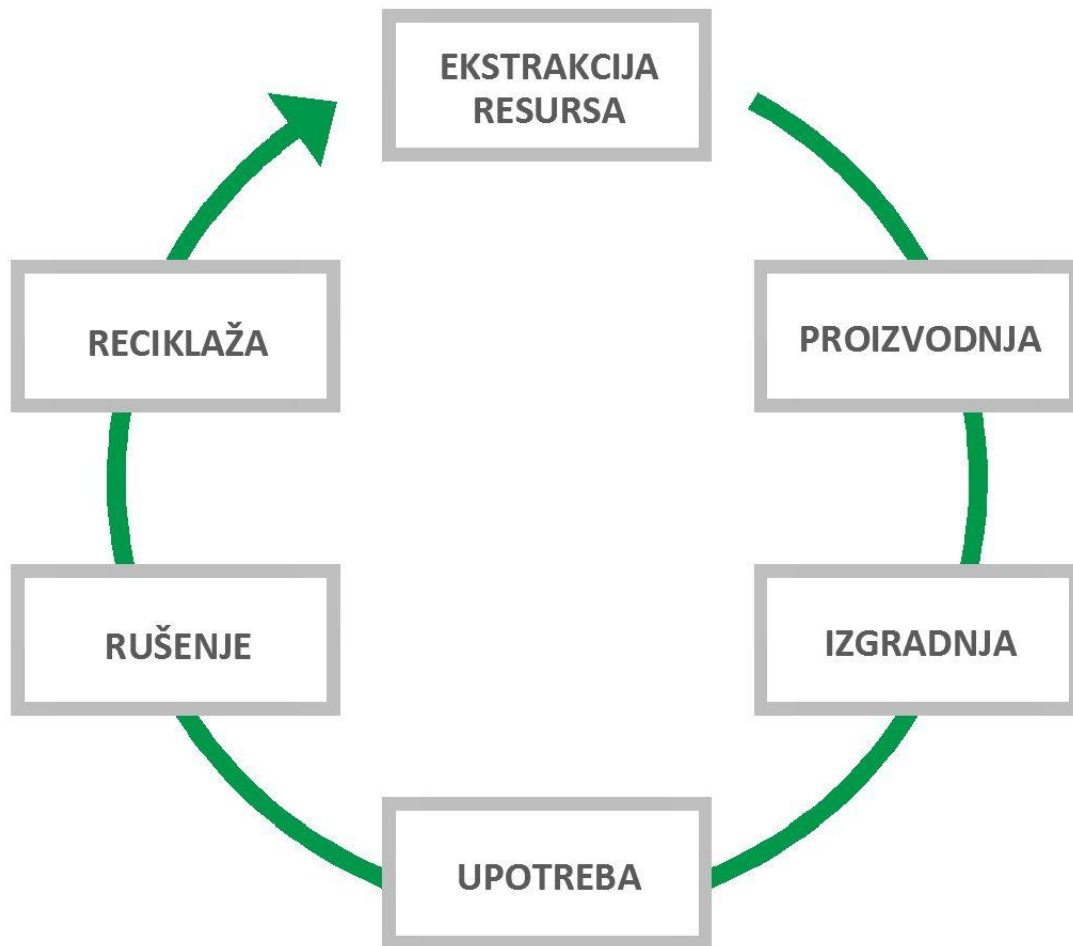 EKSTRAKCIJA
RESURSA
PROIZVODNJA
IZGRADNJA
UPOTREBA
RUŠENJE
RECIKLAŽA